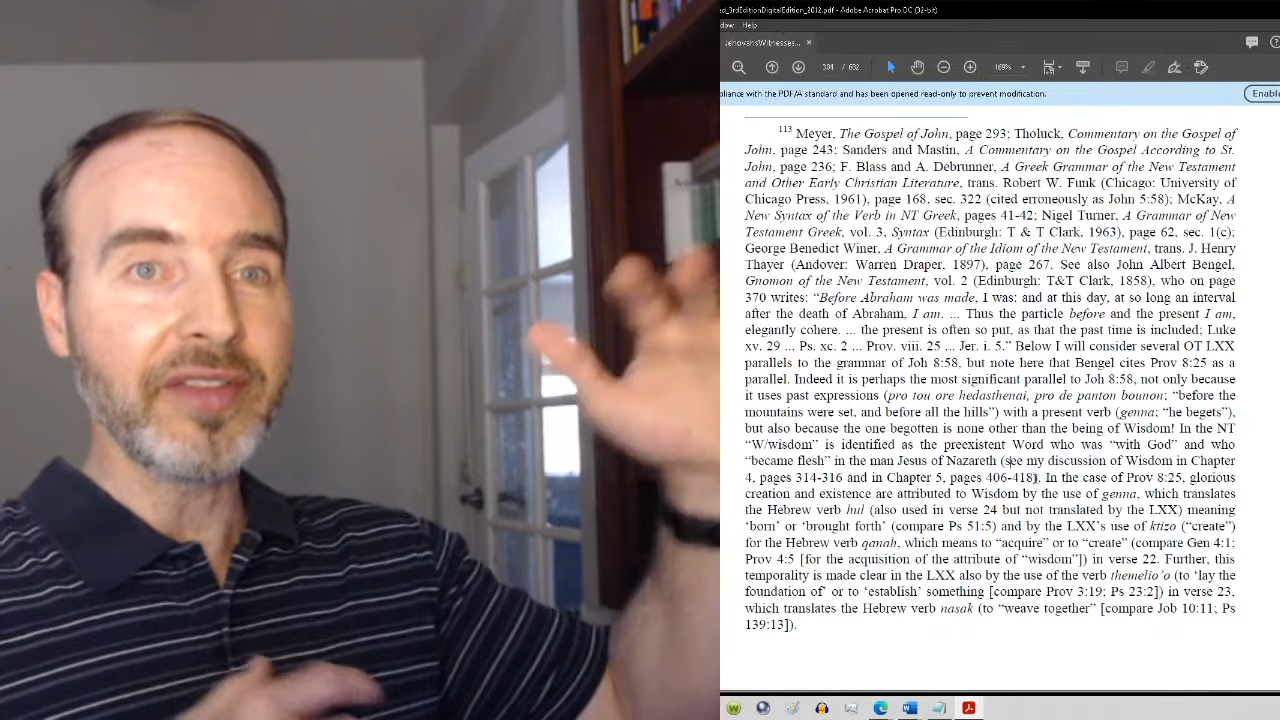 ed_3rdEditionDigitalEdition_2012.pdf - Adobe Acrobat Pro DC (32-bit)
dow Help
JehovahsWitnesses... ×
304 / 602
169%
pliance with the PDF/A standard and has been opened read-only to prevent modification.
Enable
113 Meyer, The Gospel of John, page 293; Tholuck, Commentary on the Gospel of
John, page 243; Sanders and Mastin, A Commentary on the Gospel According to St.
John, page 236; F. Blass and A. Debrunner, A Greek Grammar of the New Testament
and Other Early Christian Literature, trans. Robert W. Funk (Chicago: University of
Chicago Press, 1961), page 168, sec. 322 (cited erroneously as John 5:58); McKay, A
New Syntax of the Verb in NT Greek, pages 41-42; Nigel Turner, A Grammar of New
Testament Greek, vol. 3, Syntax (Edinburgh: T & T Clark, 1963), page 62, sec. 1(c);
George Benedict Winer, A Grammar of the Idiom of the New Testament, trans. J. Henry
Thayer (Andover: Warren Draper, 1897), page 267. See also John Albert Bengel,
Gnomon of the New Testament, vol. 2 (Edinburgh: T&T Clark, 1858), who on page
370 writes: “Before Abraham was made, I was: and at this day, at so long an interval
after the death of Abraham, I am. ... Thus the particle before and the present I am,
elegantly cohere. ... the present is often so put, as that the past time is included; Luke
xv. 29 ... Ps. xc. 2 ... Prov. viii. 25 ... Jer. i. 5.” Below I will consider several OT LXX
parallels to the grammar of Joh 8:58, but note here that Bengel cites Prov 8:25 as a
parallel. Indeed it is perhaps the most significant parallel to Joh 8:58, not only because
it uses past expressions (pro tou ore hedasthenai, pro de panton bounon; “before the
mountains were set, and before all the hills”) with a present verb (genna; “he begets”),
but also because the one begotten is none other than the being of Wisdom! In the NT
“W/wisdom” is identified as the preexistent Word who was “with God” and who
“became flesh” in the man Jesus of Nazareth (see my discussion of Wisdom in Chapter
4, pages 314-316 and in Chapter 5, pages 406-418). In the case of Prov 8:25, glorious
creation and existence are attributed to Wisdom by the use of genna, which translates
the Hebrew verb hul (also used in verse 24 but not translated by the LXX) meaning
‘born’ or ‘brought forth’ (compare Ps 51:5) and by the LXX’s use of ktizo (“create”)
for the Hebrew verb qanah, which means to “acquire” or to “create” (compare Gen 4:1;
Prov 4:5 [for the acquisition of the attribute of “wisdom”]) in verse 22. Further, this
temporality is made clear in the LXX also by the use of the verb themelio’o (to ‘lay the
foundation of’ or to ‘establish’ something [compare Prov 3:19; Ps 23:2]) in verse 23,
which translates the Hebrew verb nasak (to “weave together” [compare Job 10:11; Ps
139:13]).